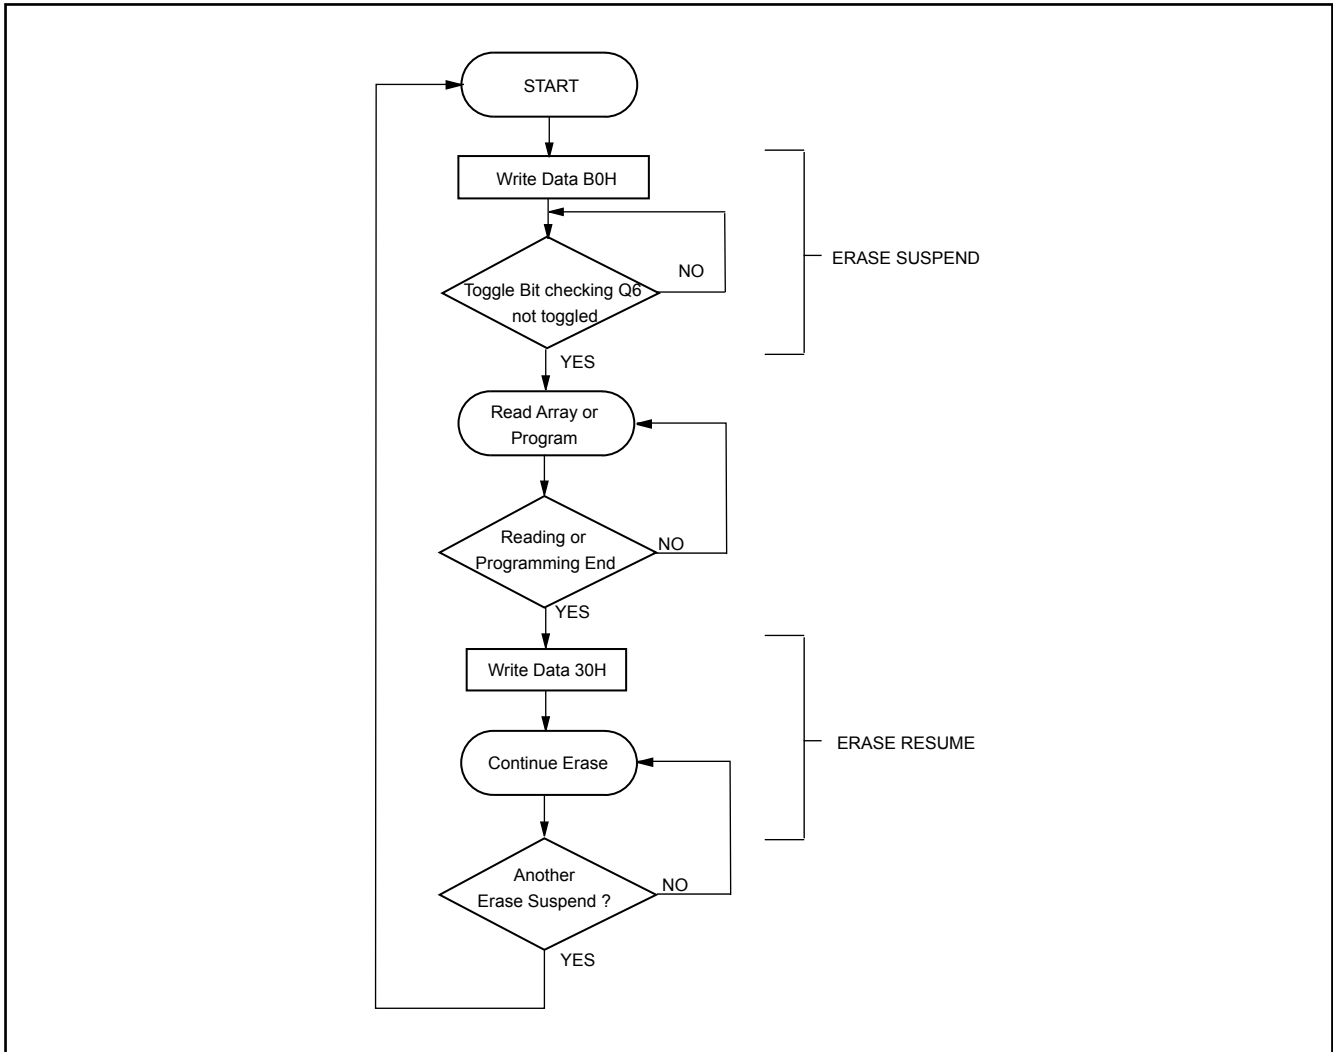 START
Write Data B0H
ERASE SUSPEND
NO
Toggle Bit checking Q6
not toggled
YES
Read Array or
Program
Reading or
Programming End
NO
YES
Write Data 30H
ERASE RESUME
Continue Erase
Another
Erase Suspend ?
NO
YES